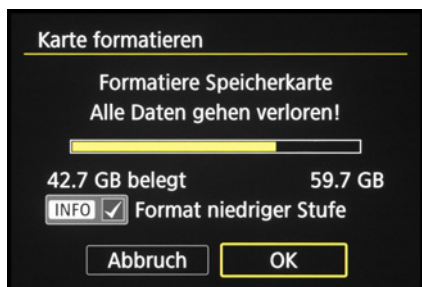 Karte formatieren
Formatiere Speicherkarte
Alle Daten gehen verloren!
42.7 GB belegt 59.7 GB
INFO Format niedriger Stufe
Abbruch OK